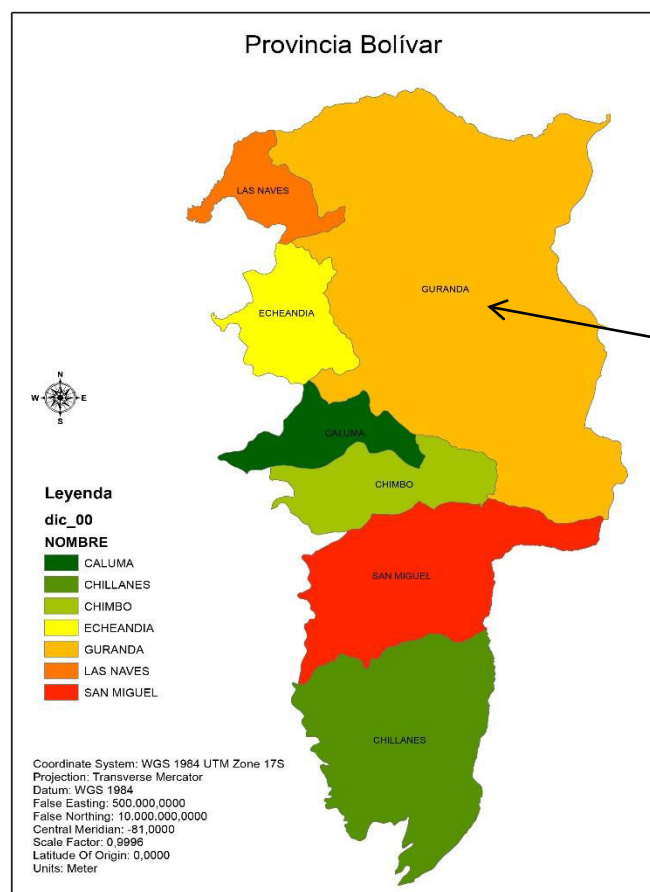 Provincia Bolívar
LAS NAVES
GURANDA
ECHEANDIA
N
W E
S
CALUMA
CHIMBO
SAN MIGUEL
CHILLANES
Leyenda
dic_00
NOMBRE
CALUMA
CHILLANES
CHIMBO
ECHEANDIA
GURANDA
LAS NAVES
SAN MIGUEL
Coordinate System: WGS 1984 UTM Zone 17S
Projection: Transverse Mercator
Datum: WGS 1984
False Easting: 500.000,0000
False Northing: 10.000.000,0000
Central Meridian: -81,0000
Scale Factor: 0,9996
Latitude Of Origin: 0,0000
Units: Meter